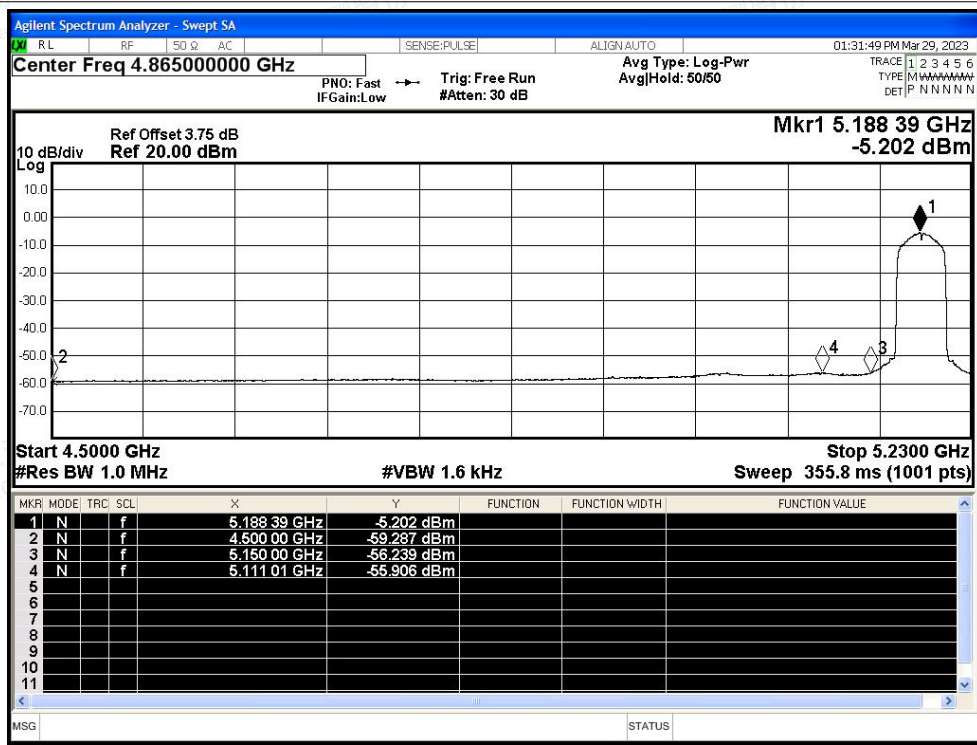 Agilent Spectrum Analyzer - Swept SA
LXI RL RF 50 Ω AC SENSE:PULSE ALIGN AUTO 01:31:49 PM Mar 29, 2023
Center Freq 4.865000000 GHz Avg Type: Log-Pwr TRACE 1 2 3 4 5 6
PNO: Fast Trig: Free Run Avg|Hold: 50/50 TYPE M
IFGain:Low #Atten: 30 dB DET P N N N N N
Mkr1 5.188 39 GHz
Ref Offset 3.75 dB
10 dB/div Ref 20.00 dBm -5.202 dBm
Log
10.0
1
0.00
-10.0
-20.0
-30.0
-40.0
-50.0
2 4 3
-60.0
-70.0
Start 4.5000 GHz Stop 5.2300 GHz
#Res BW 1.0 MHz #VBW 1.6 kHz Sweep 355.8 ms (1001 pts)
MKR MODE TRC SCL X Y FUNCTION FUNCTION WIDTH FUNCTION VALUE
1 N f 5.188 39 GHz -5.202 dBm
2 N f 4.500 00 GHz -59.287 dBm
3 N f 5.150 00 GHz -56.239 dBm
4 N f 5.111 01 GHz -55.906 dBm
5
6
7
8
9
10
11
MSG STATUS